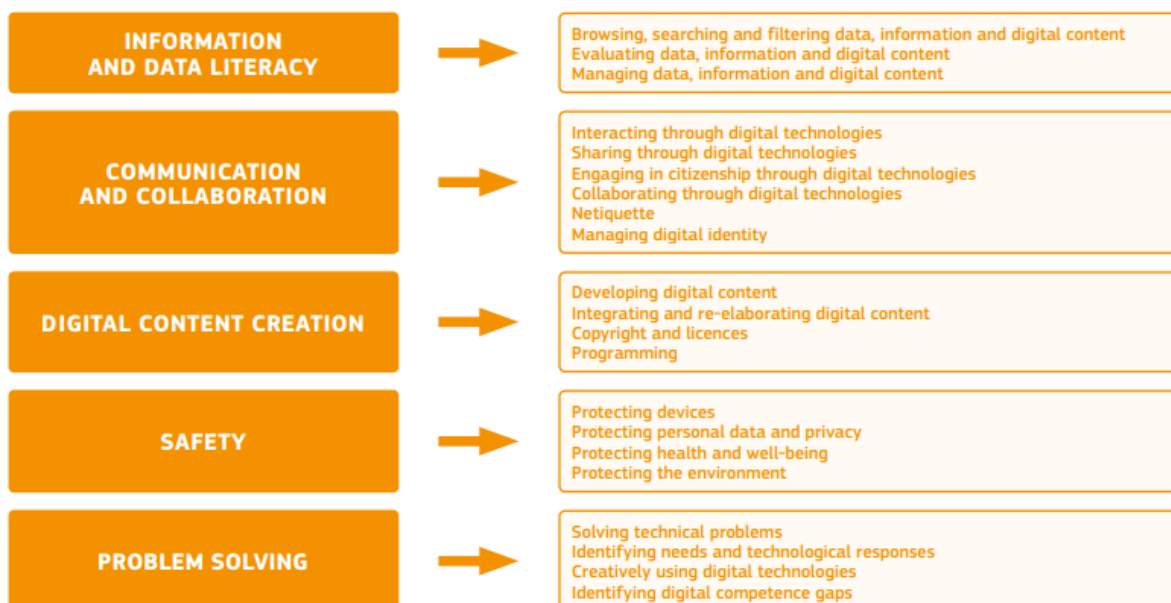 INFORMATION
AND DATA LITERACY
Browsing, searching and filtering data, information and digital content
Evaluating data, information and digital content
Managing data, information and digital content
COMMUNICATION
AND COLLABORATION
Interacting through digital technologies
Sharing through digital technologies
Engaging in citizenship through digital technologies
Collaborating through digital technologies
Netiquette
Managing digital identity
DIGITAL CONTENT CREATION
Developing digital content
Integrating and re-elaborating digital content
Copyright and licences
Programming
SAFETY
Protecting devices
Protecting personal data and privacy
Protecting health and well-being
Protecting the environment
PROBLEM SOLVING
Solving technical problems
Identifying needs and technological responses
Creatively using digital technologies
Identifying digital competence gaps